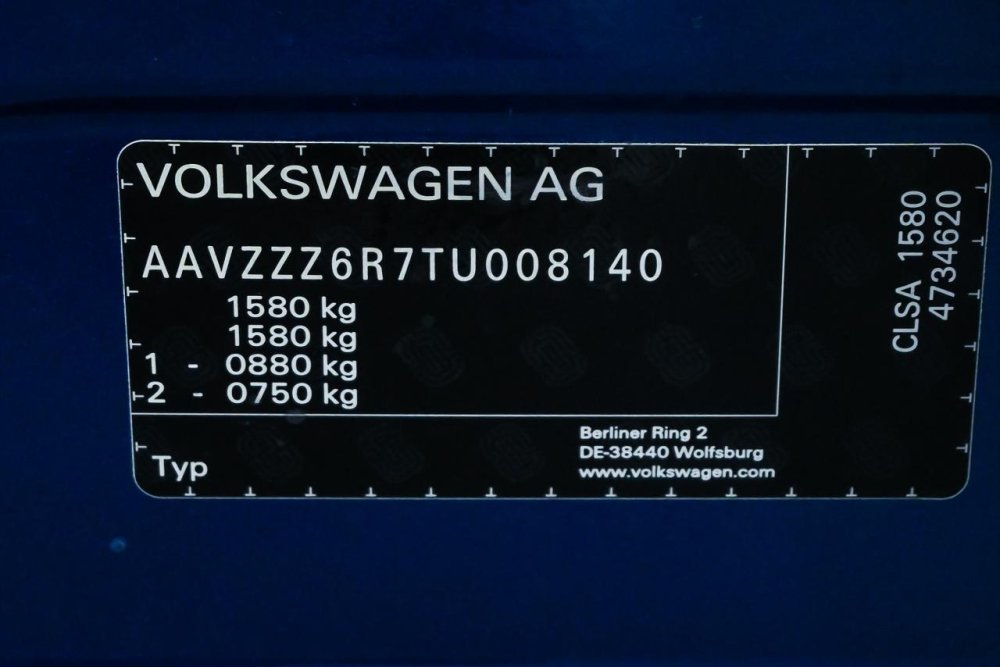 VOLKSWAGEN AG
AAVZZZ6R7TU008140
1580 kg
1580 kg
1 - 0880 kg
2 - 0750 kg
Typ
Berliner Ring 2
DE-38440 Wolfsburg
www.volkswagen.com
CLSA 1580
4734620